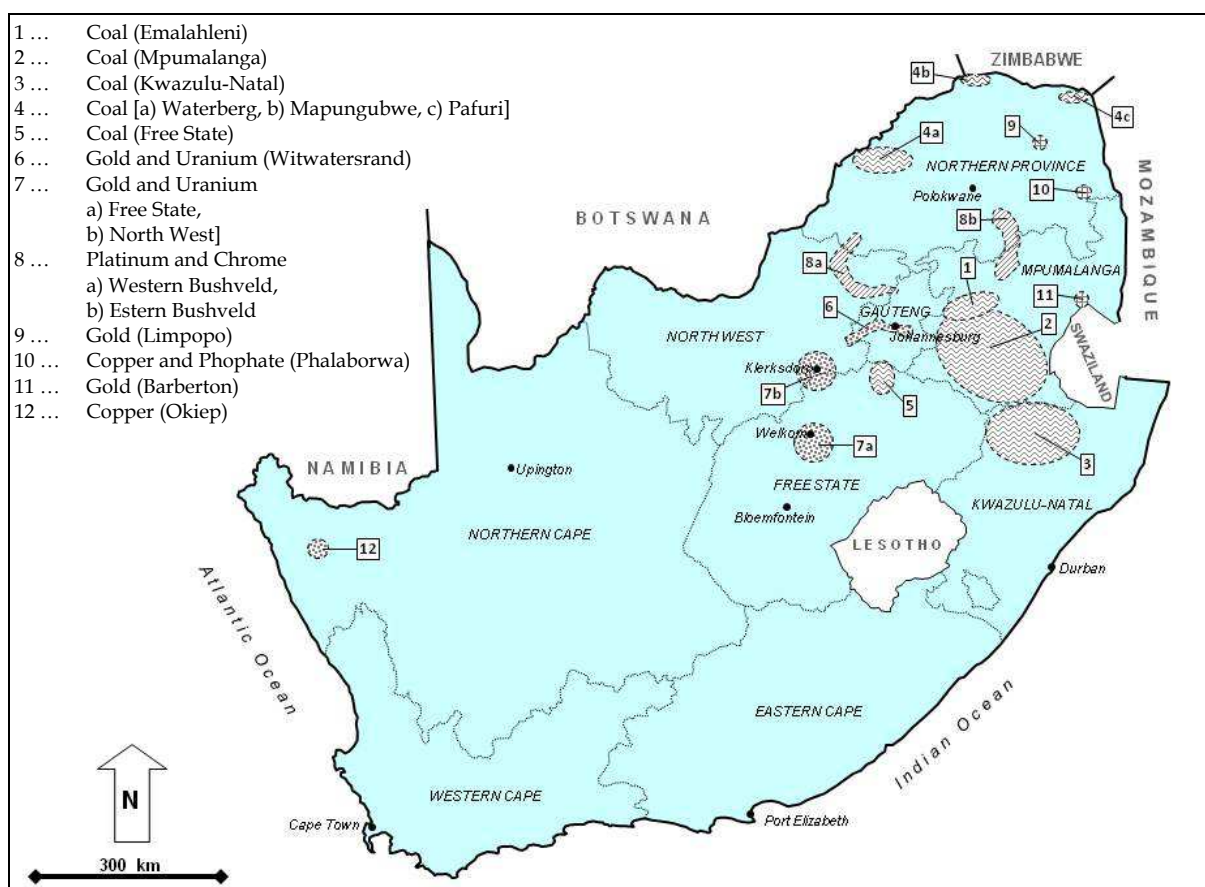 1 … Coal (Emalahleni)
2 … Coal (Mpumalanga)
3 … Coal (Kwazulu-Natal)
4 … Coal [a) Waterberg, b) Mapungubwe, c) Pafuri]
5 … Coal (Free State)
6 … Gold and Uranium (Witwatersrand)
7 … Gold and Uranium
a) Free State,
b) North West]
8 … Platinum and Chrome
a) Western Bushveld,
b) Estern Bushveld
9 … Gold (Limpopo)
10 … Copper and Phophate (Phalaborwa)
11 … Gold (Barberton)
12 … Copper (Okiep)
ZIMBABWE
4b
4c
9
4a
NORTHERN PROVINCE
MOZAMBIQUE
10
Polokwane
BOTSWANA
8b
8a
1
MPUMALANGA
11
6
GAUTENG
2
NORTH WEST
Johannesburg
SWAZILAND
Klerksdorp
7b
5
Welkom
7a
3
NAMIBIA
Upington
FREE STATE
KWAZULU-NATAL
Bloemfontein
NORTHERN CAPE
LESOTHO
12
Durban
Atlantic Ocean
EASTERN CAPE
Indian Ocean
N
WESTERN CAPE
Cape Town
Port Elizabeth
300 km